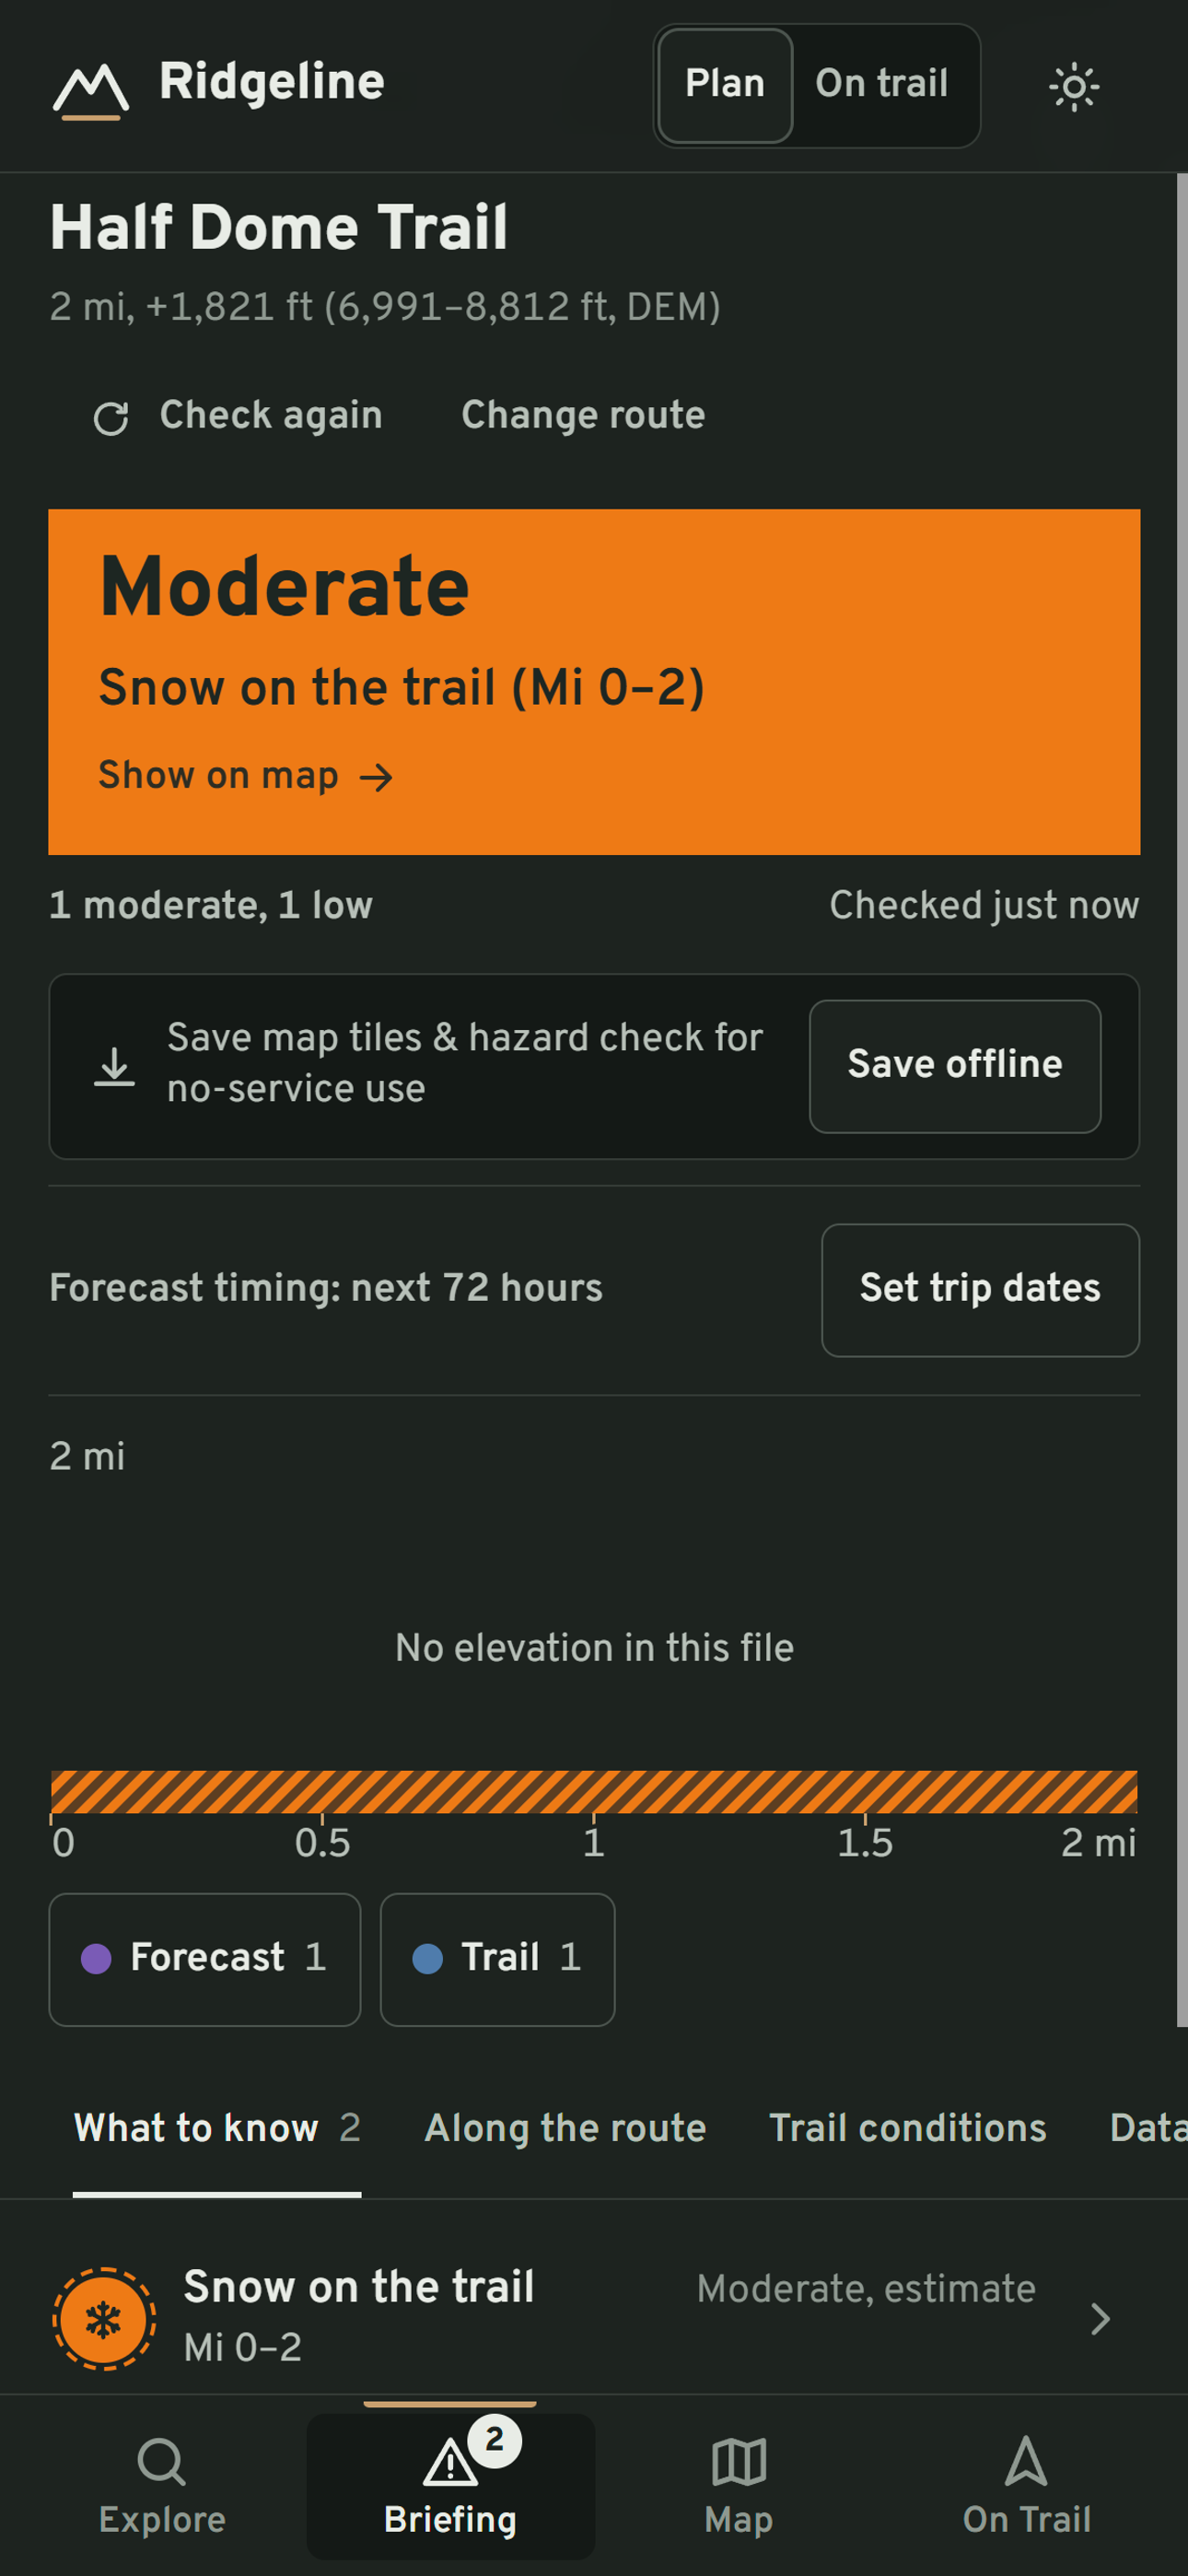 Ridgeline
Plan
On trail
Half Dome Trail
2 mi, +1,821 ft (6,991–8,812 ft, DEM)
Check again
Change route
Moderate
Snow on the trail (Mi 0–2)
Show on map →
1 moderate, 1 low
Checked just now
Save map tiles & hazard check for
no-service use
Save offline
Forecast timing: next 72 hours
Set trip dates
2 mi
No elevation in this file
0 0.5 1 1.5 2 mi
Forecast 1
Trail 1
What to know 2
Along the route
Trail conditions
Data
Snow on the trail
Moderate, estimate
Mi 0–2
2
Explore
Briefing
Map
On Trail